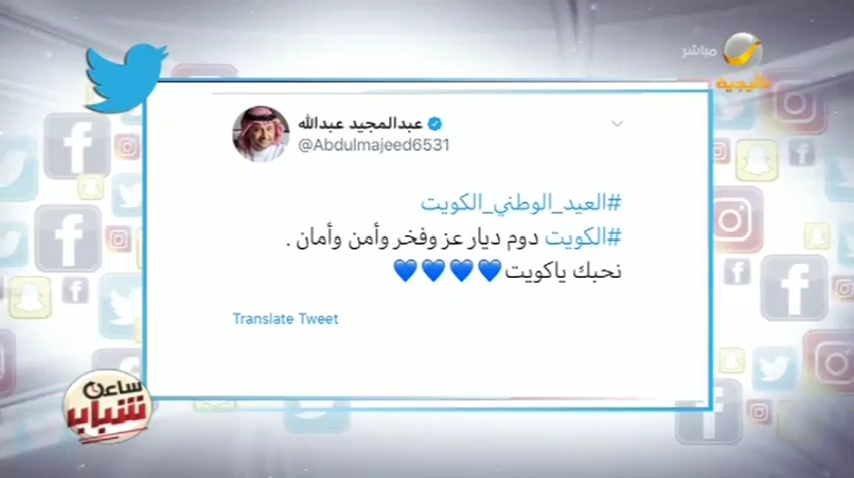 مباشر
خليجية
عبدالمجيد عبدالله
@Abdulmajeed6531
#العيد_الوطني_الكويت
#الكويت دوم ديار عز وفخر وأمن وأمان .
نحبك ياكويت💙💙💙💙
Translate Tweet
ساعة
شباب